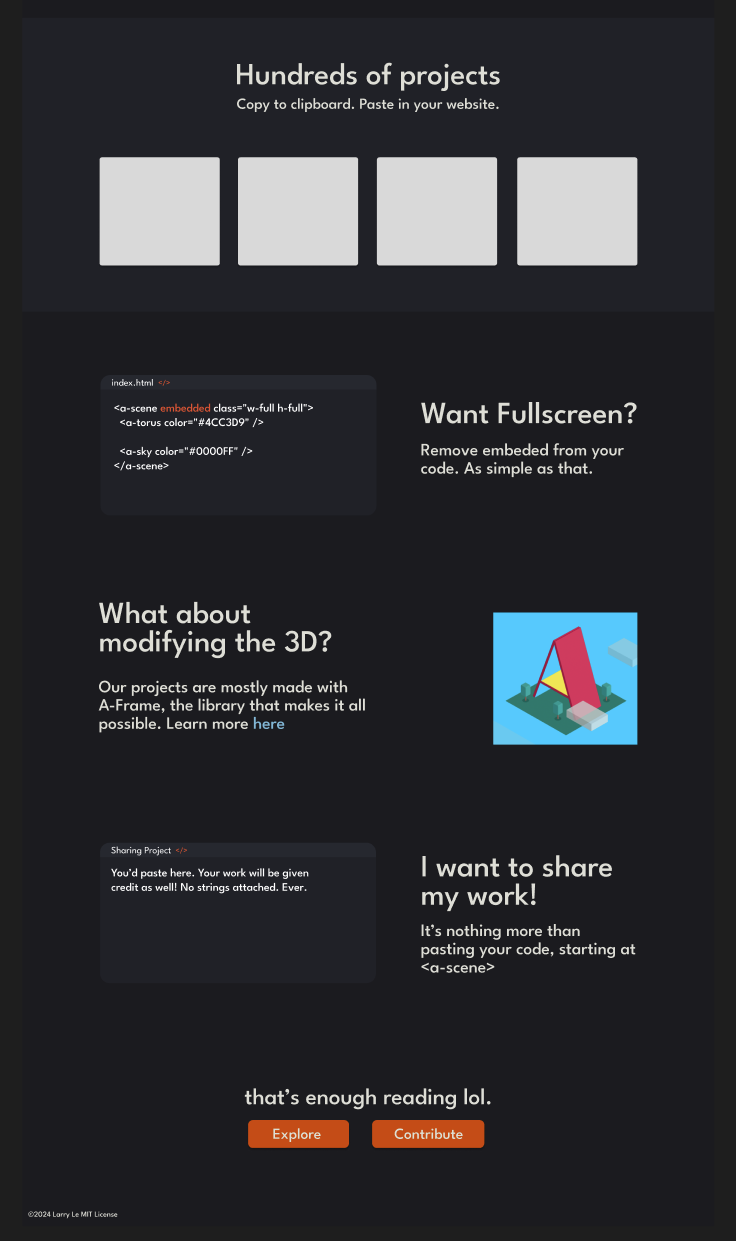 Hundreds of projects
Copy to clipboard. Paste in your website.
index.html </>
<a-scene embedded class="w-full h-full">
<a-torus color="#4CC3D9" />
<a-sky color="#0000FF" />
</a-scene>
Want Fullscreen?
Remove embeded from your
code. As simple as that.
What about
modifying the 3D?
Our projects are mostly made with
A-Frame, the library that makes it all
possible. Learn more here
Sharing Project </>
You’d paste here. Your work will be given
credit as well! No strings attached. Ever.
I want to share
my work!
It’s nothing more than
pasting your code, starting at
<a-scene>
that’s enough reading lol.
Explore
Contribute
©2024 Larry Le MIT License